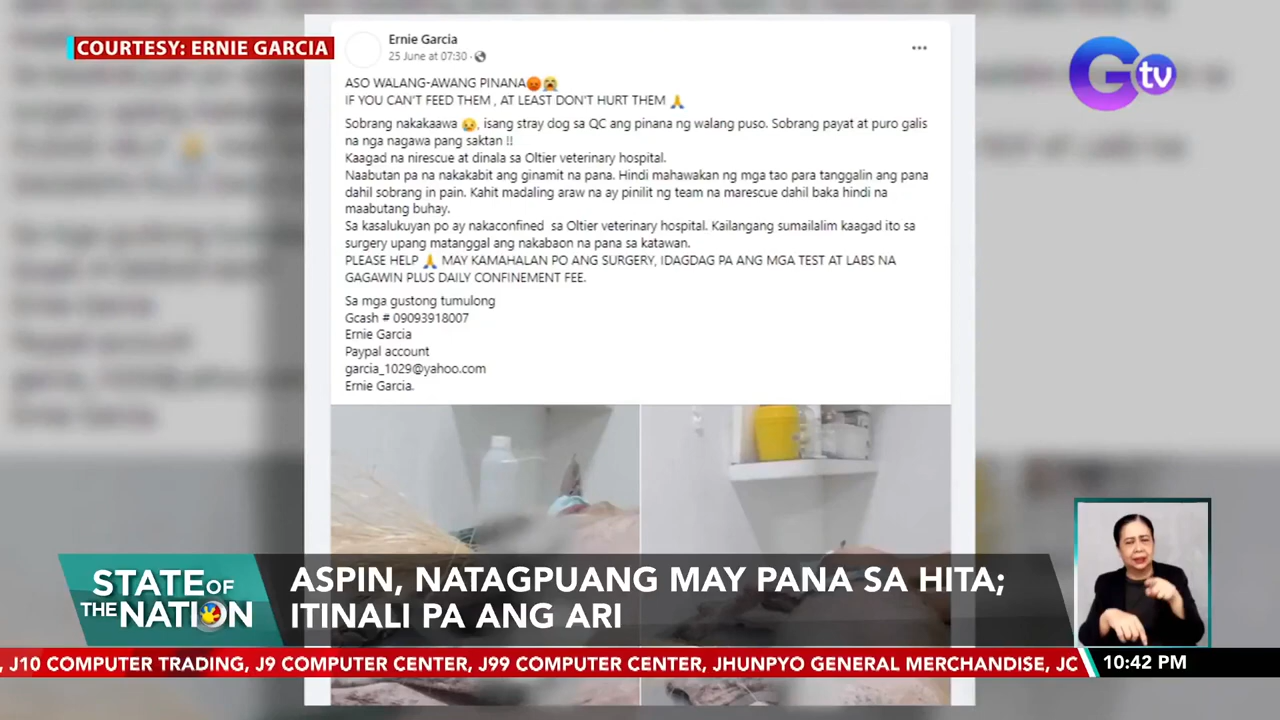 COURTESY: ERNIE GARCIA
Gtv
Ernie Garcia
25 June at 07:30 ·
ASO WALANG-AWANG PINANA😡😭
IF YOU CAN'T FEED THEM , AT LEAST DON'T HURT THEM 🙏
Sobrang nakakaawa 😢, isang stray dog sa QC ang pinana ng walang puso. Sobrang payat at puro galis
na nga nagawa pang saktan !!
Kaagad na nirescue at dinala sa Oltier veterinary hospital.
Naabutan pa na nakakabit ang ginamit na pana. Hindi mahawakan ng mga tao para tanggalin ang pana
dahil sobrang in pain. Kahit madaling araw na ay pinilit ng team na marescue dahil baka hindi na
maabutang buhay.
Sa kasalukuyan po ay nakaconfined sa Oltier veterinary hospital. Kailangang sumailalim kaagad ito sa
surgery upang matanggal ang nakabaon na pana sa katawan.
PLEASE HELP 🙏 MAY KAMAHALAN PO ANG SURGERY, IDAGDAG PA ANG MGA TEST AT LABS NA
GAGAWIN PLUS DAILY CONFINEMENT FEE.
Sa mga gustong tumulong
Gcash # 09093918007
Ernie Garcia
Paypal account
garcia_1029@yahoo.com
Ernie Garcia.
STATE OF
THE NATION
ASPIN, NATAGPUANG MAY PANA SA HITA;
ITINALI PA ANG ARI
, J10 COMPUTER TRADING, J9 COMPUTER CENTER, J99 COMPUTER CENTER, JHUNPYO GENERAL MERCHANDISE, JC
10:42 PM